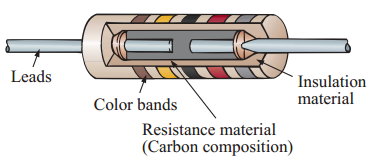 Leads
Color bands
Insulation
material
Resistance material
(Carbon composition)